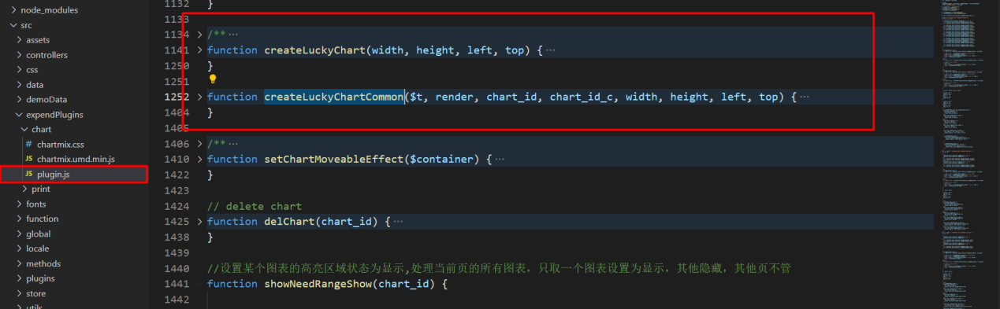 node_modules
src
assets
controllers
css
data
demoData
expendPlugins
chart
# chartmix.css
JS chartmix.umd.min.js
JS plugin.js
print
fonts
function
global
locale
methods
plugins
store
utils
1132 }
1133
1134 /** ···
1141 function createLuckyChart(width, height, left, top) { ···
1250 }
1251
1252 function createLuckyChartCommon($t, render, chart_id, chart_id_c, width, height, left, top) { ···
1404 }
1405
1406 /** ···
1410 function setChartMoveableEffect($container) { ···
1422 }
1423
1424 // delete chart
1425 function delChart(chart_id) { ···
1438 }
1439
1440 //设置某个图表的高亮区域状态为显示,处理当前页的所有图表，只取一个图表设置为显示，其他隐藏，其他页不管
1441 function showNeedRangeShow(chart_id) {
1442